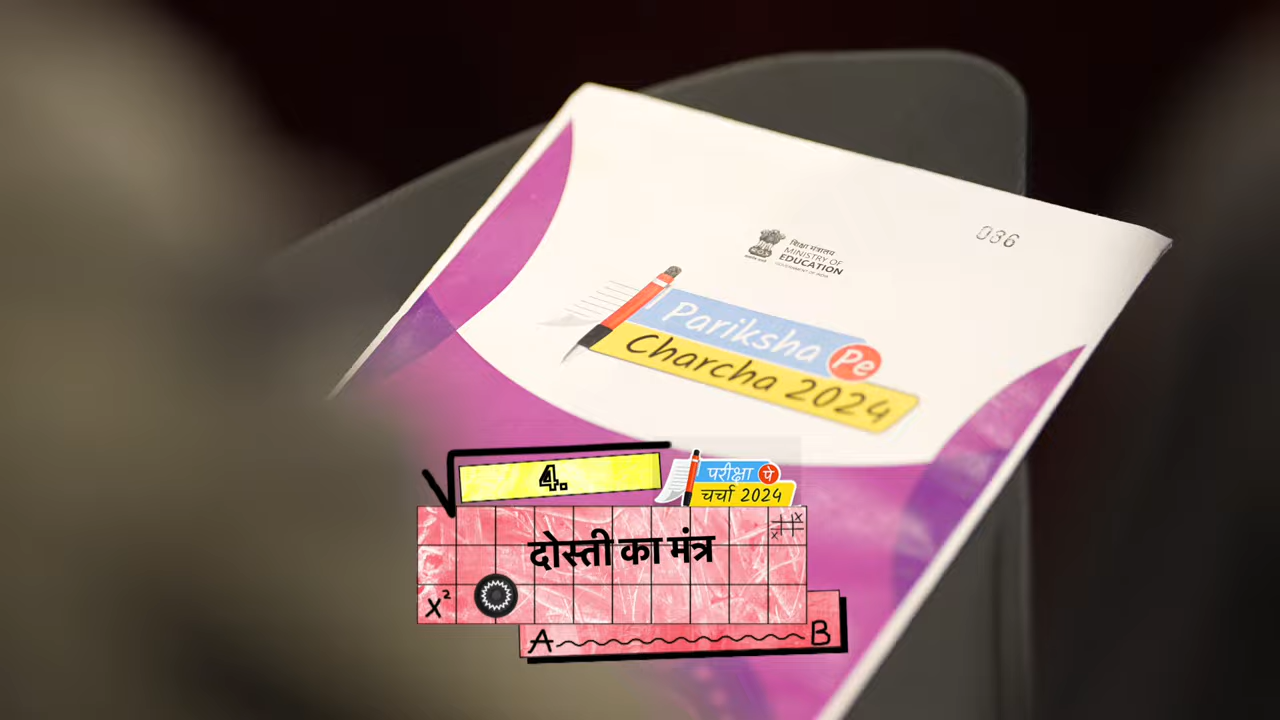 036
शिक्षा मंत्रालय
MINISTRY OF
EDUCATION
GOVERNMENT OF INDIA
Pariksha Pe
Charcha 2024
4.
परीक्षा पे
चर्चा 2024
दोस्ती का मंत्र
X
X
X²
A B